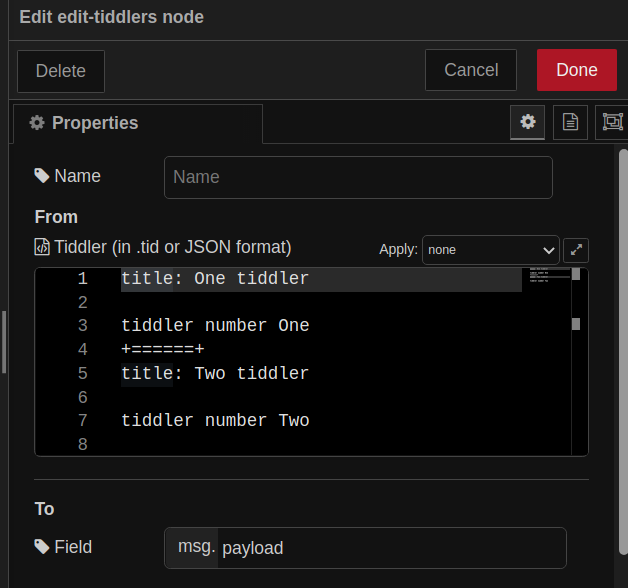 Edit edit-tiddlers node
Delete Cancel Done
Properties
Name Name
From
Tiddler (in .tid or JSON format) Apply: none
1 title: One tiddler
2
3 tiddler number One
4 +======+
5 title: Two tiddler
6
7 tiddler number Two
8
To
Field msg. payload